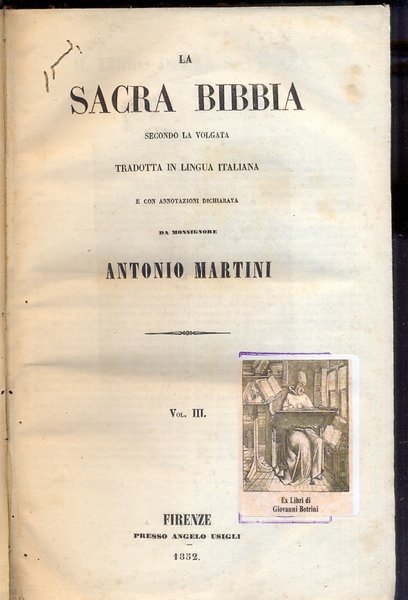 LA
SACRA BIBBIA
SECONDO LA VOLGATA
TRADOTTA IN LINGUA ITALIANA
E CON ANNOTAZIONI DICHIARATA
DA MONSIGNORE
ANTONIO MARTINI
VOL. III.
Ex Libri di
Giovanni Botrini
FIRENZE
PRESSO ANGELO USIGLI
1852.